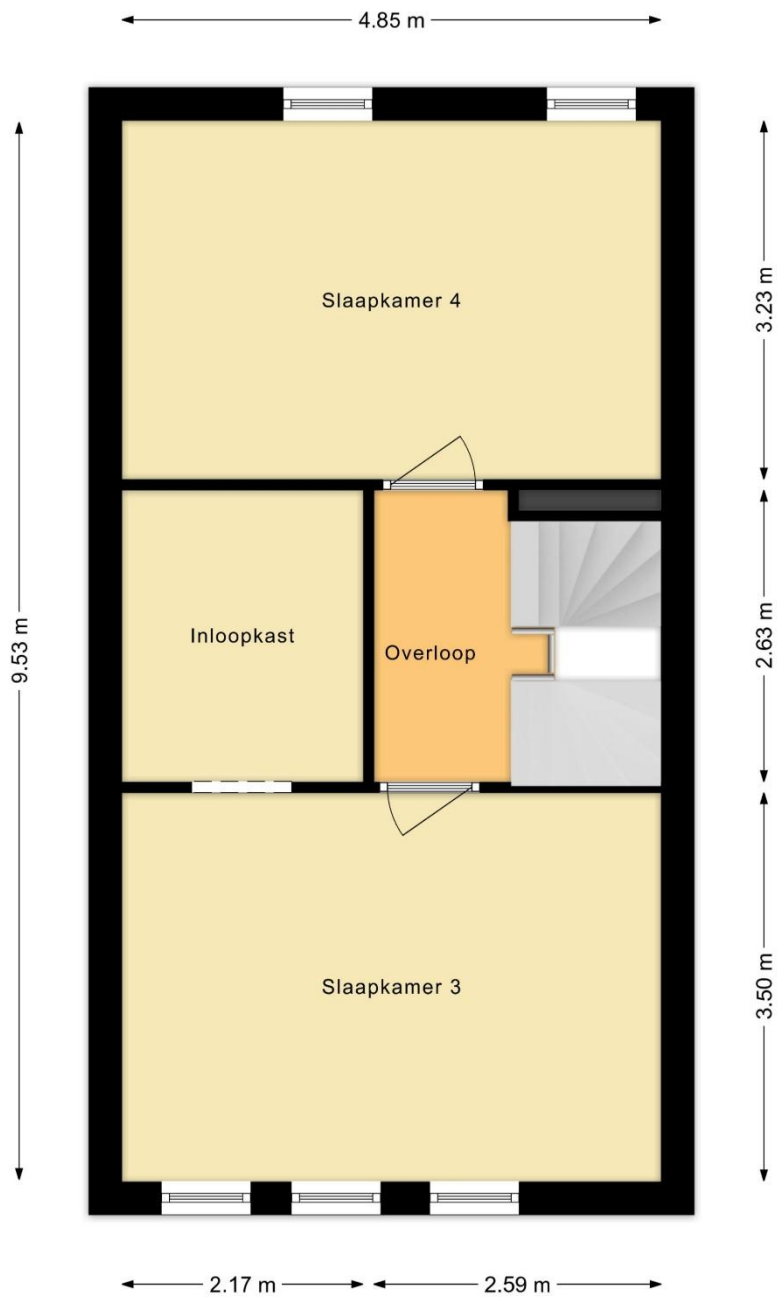 4.85 m
Slaapkamer 4
3.23 m
9.53 m
Inloopkast
Overloop
2.63 m
Slaapkamer 3
3.50 m
2.17 m
2.59 m